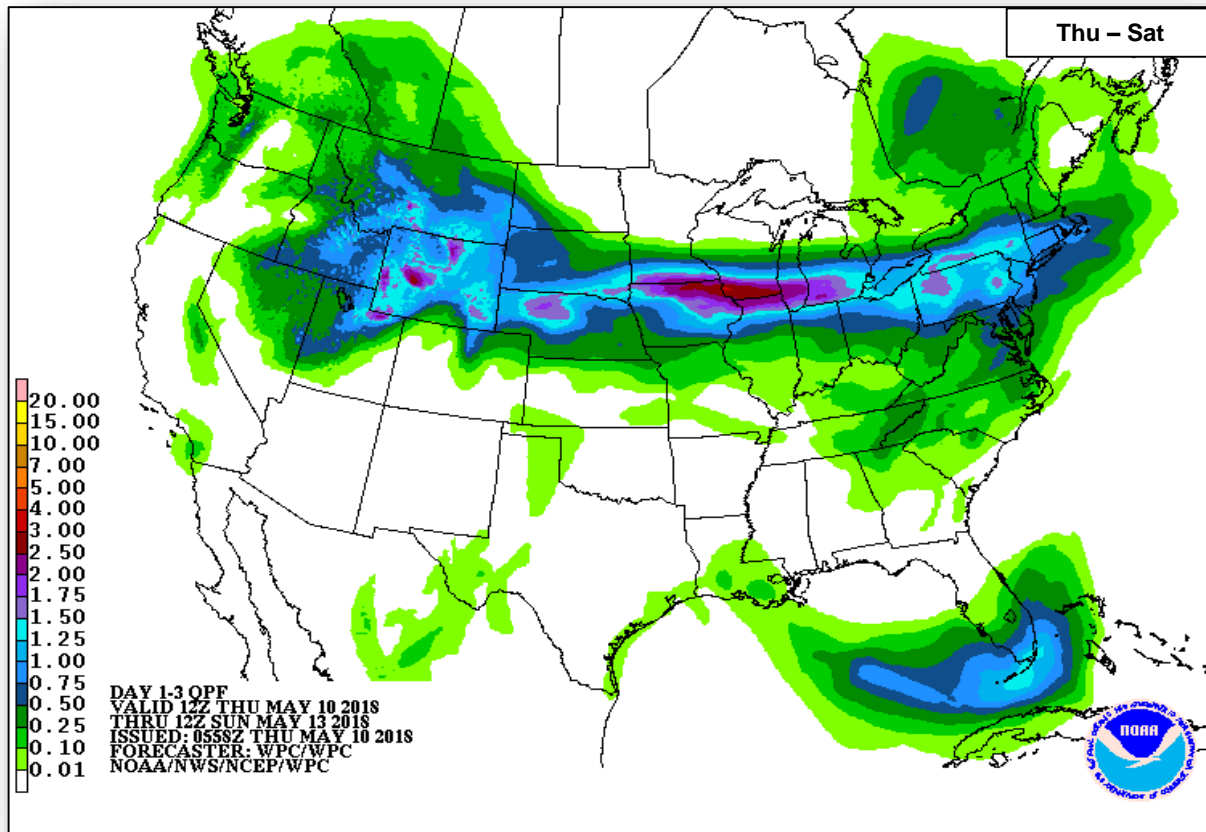 Thu – Sat
20.00
15.00
10.00
7.00
5.00
4.00
3.00
2.50
2.00
1.75
1.50
1.25
1.00
0.75
0.50
0.25
0.10
0.01
DAY 1-3 QPF
VALID 12Z THU MAY 10 2018
THRU 12Z SUN MAY 13 2018
ISSUED: 0558Z THU MAY 10 2018
FORECASTER: WPC/WPC
NOAA/NWS/NCEP/WPC
NOAA